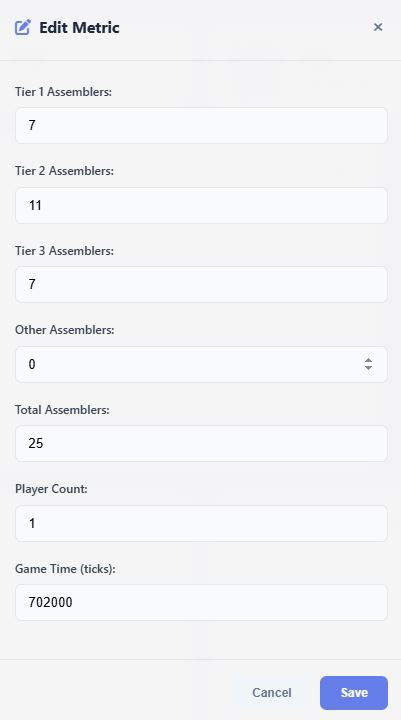 Edit Metric
Tier 1 Assemblers:
7
Tier 2 Assemblers:
11
Tier 3 Assemblers:
7
Other Assemblers:
0
Total Assemblers:
25
Player Count:
1
Game Time (ticks):
702000
Cancel Save